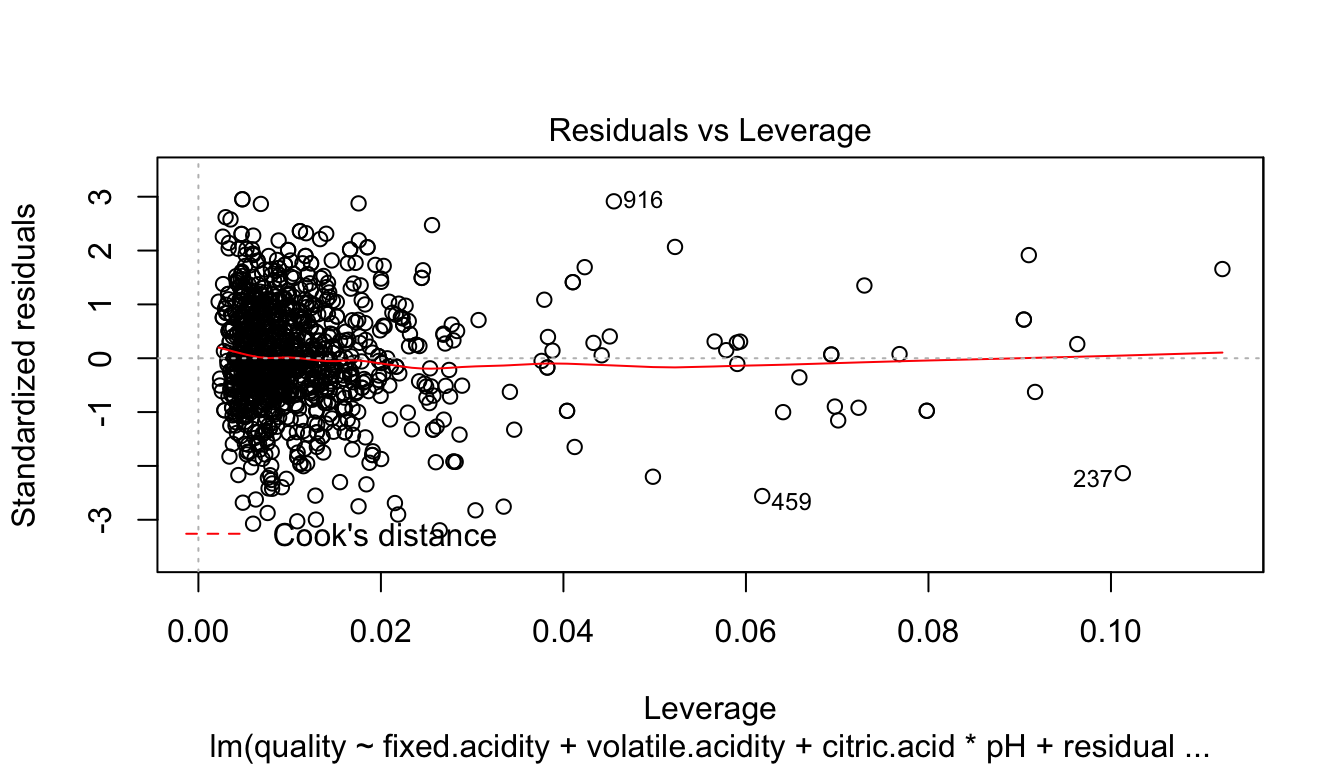 Residuals vs Leverage
Standardized residuals
3
2
1
0
-1
-3
916
459
237
Cook's distance
0.00 0.02 0.04 0.06 0.08 0.10
Leverage
lm(quality ~ fixed.acidity + volatile.acidity + citric.acid * pH + residual ...